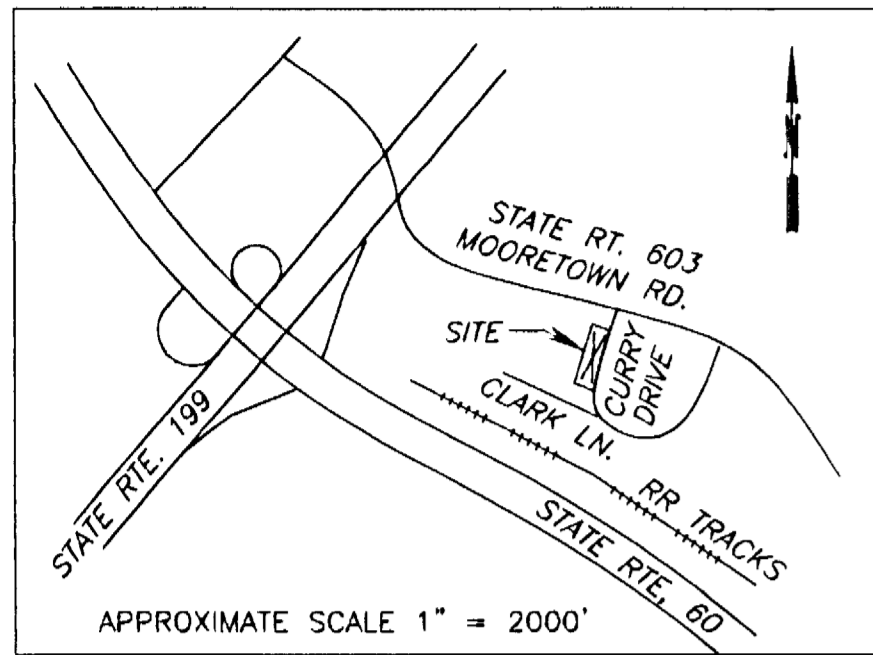 N
STATE RT. 603
MOORETOWN RD.
SITE
CURRY
DRIVE
CLARK LN.
RR TRACKS
STATE RTE. 199
STATE RTE, 60
APPROXIMATE SCALE 1" = 2000'